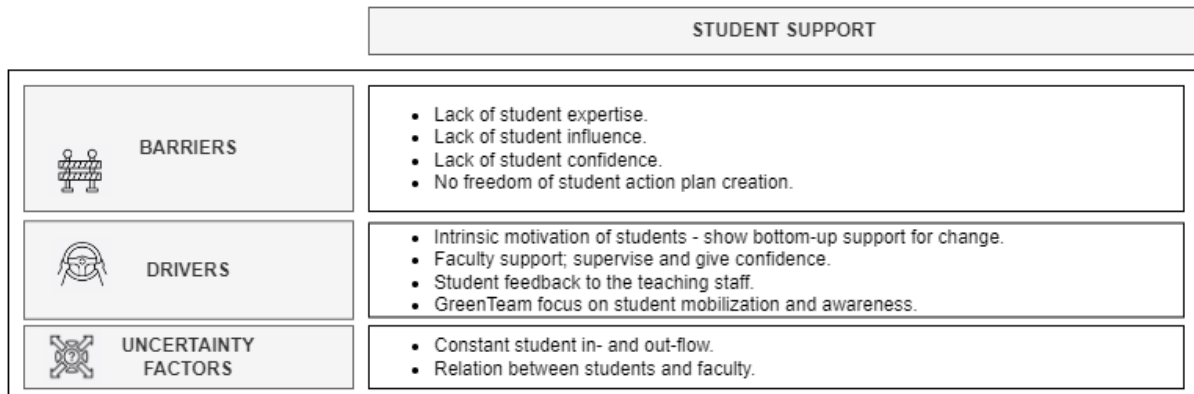 STUDENT SUPPORT
BARRIERS
• Lack of student expertise.
• Lack of student influence.
• Lack of student confidence.
• No freedom of student action plan creation.
DRIVERS
• Intrinsic motivation of students - show bottom-up support for change.
• Faculty support; supervise and give confidence.
• Student feedback to the teaching staff.
• GreenTeam focus on student mobilization and awareness.
?
UNCERTAINTY
FACTORS
• Constant student in- and out-flow.
• Relation between students and faculty.